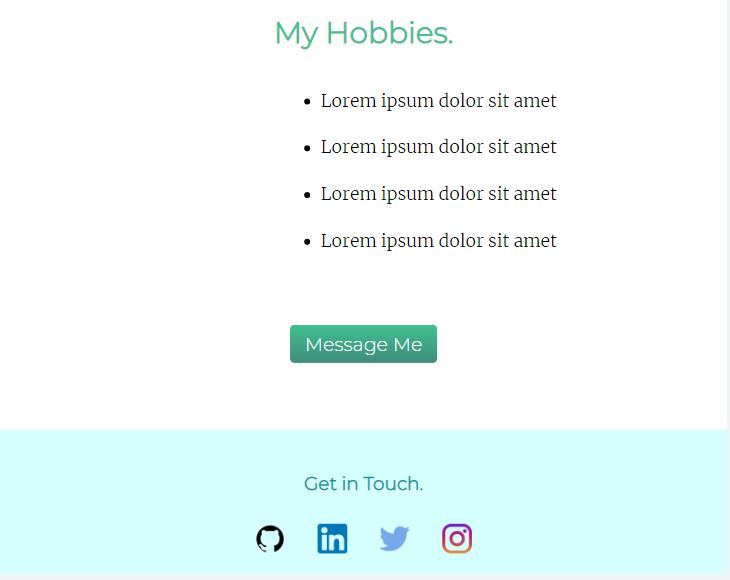 My Hobbies.
Lorem ipsum dolor sit amet
Lorem ipsum dolor sit amet
Lorem ipsum dolor sit amet
Lorem ipsum dolor sit amet
Message Me
Get in Touch.
in